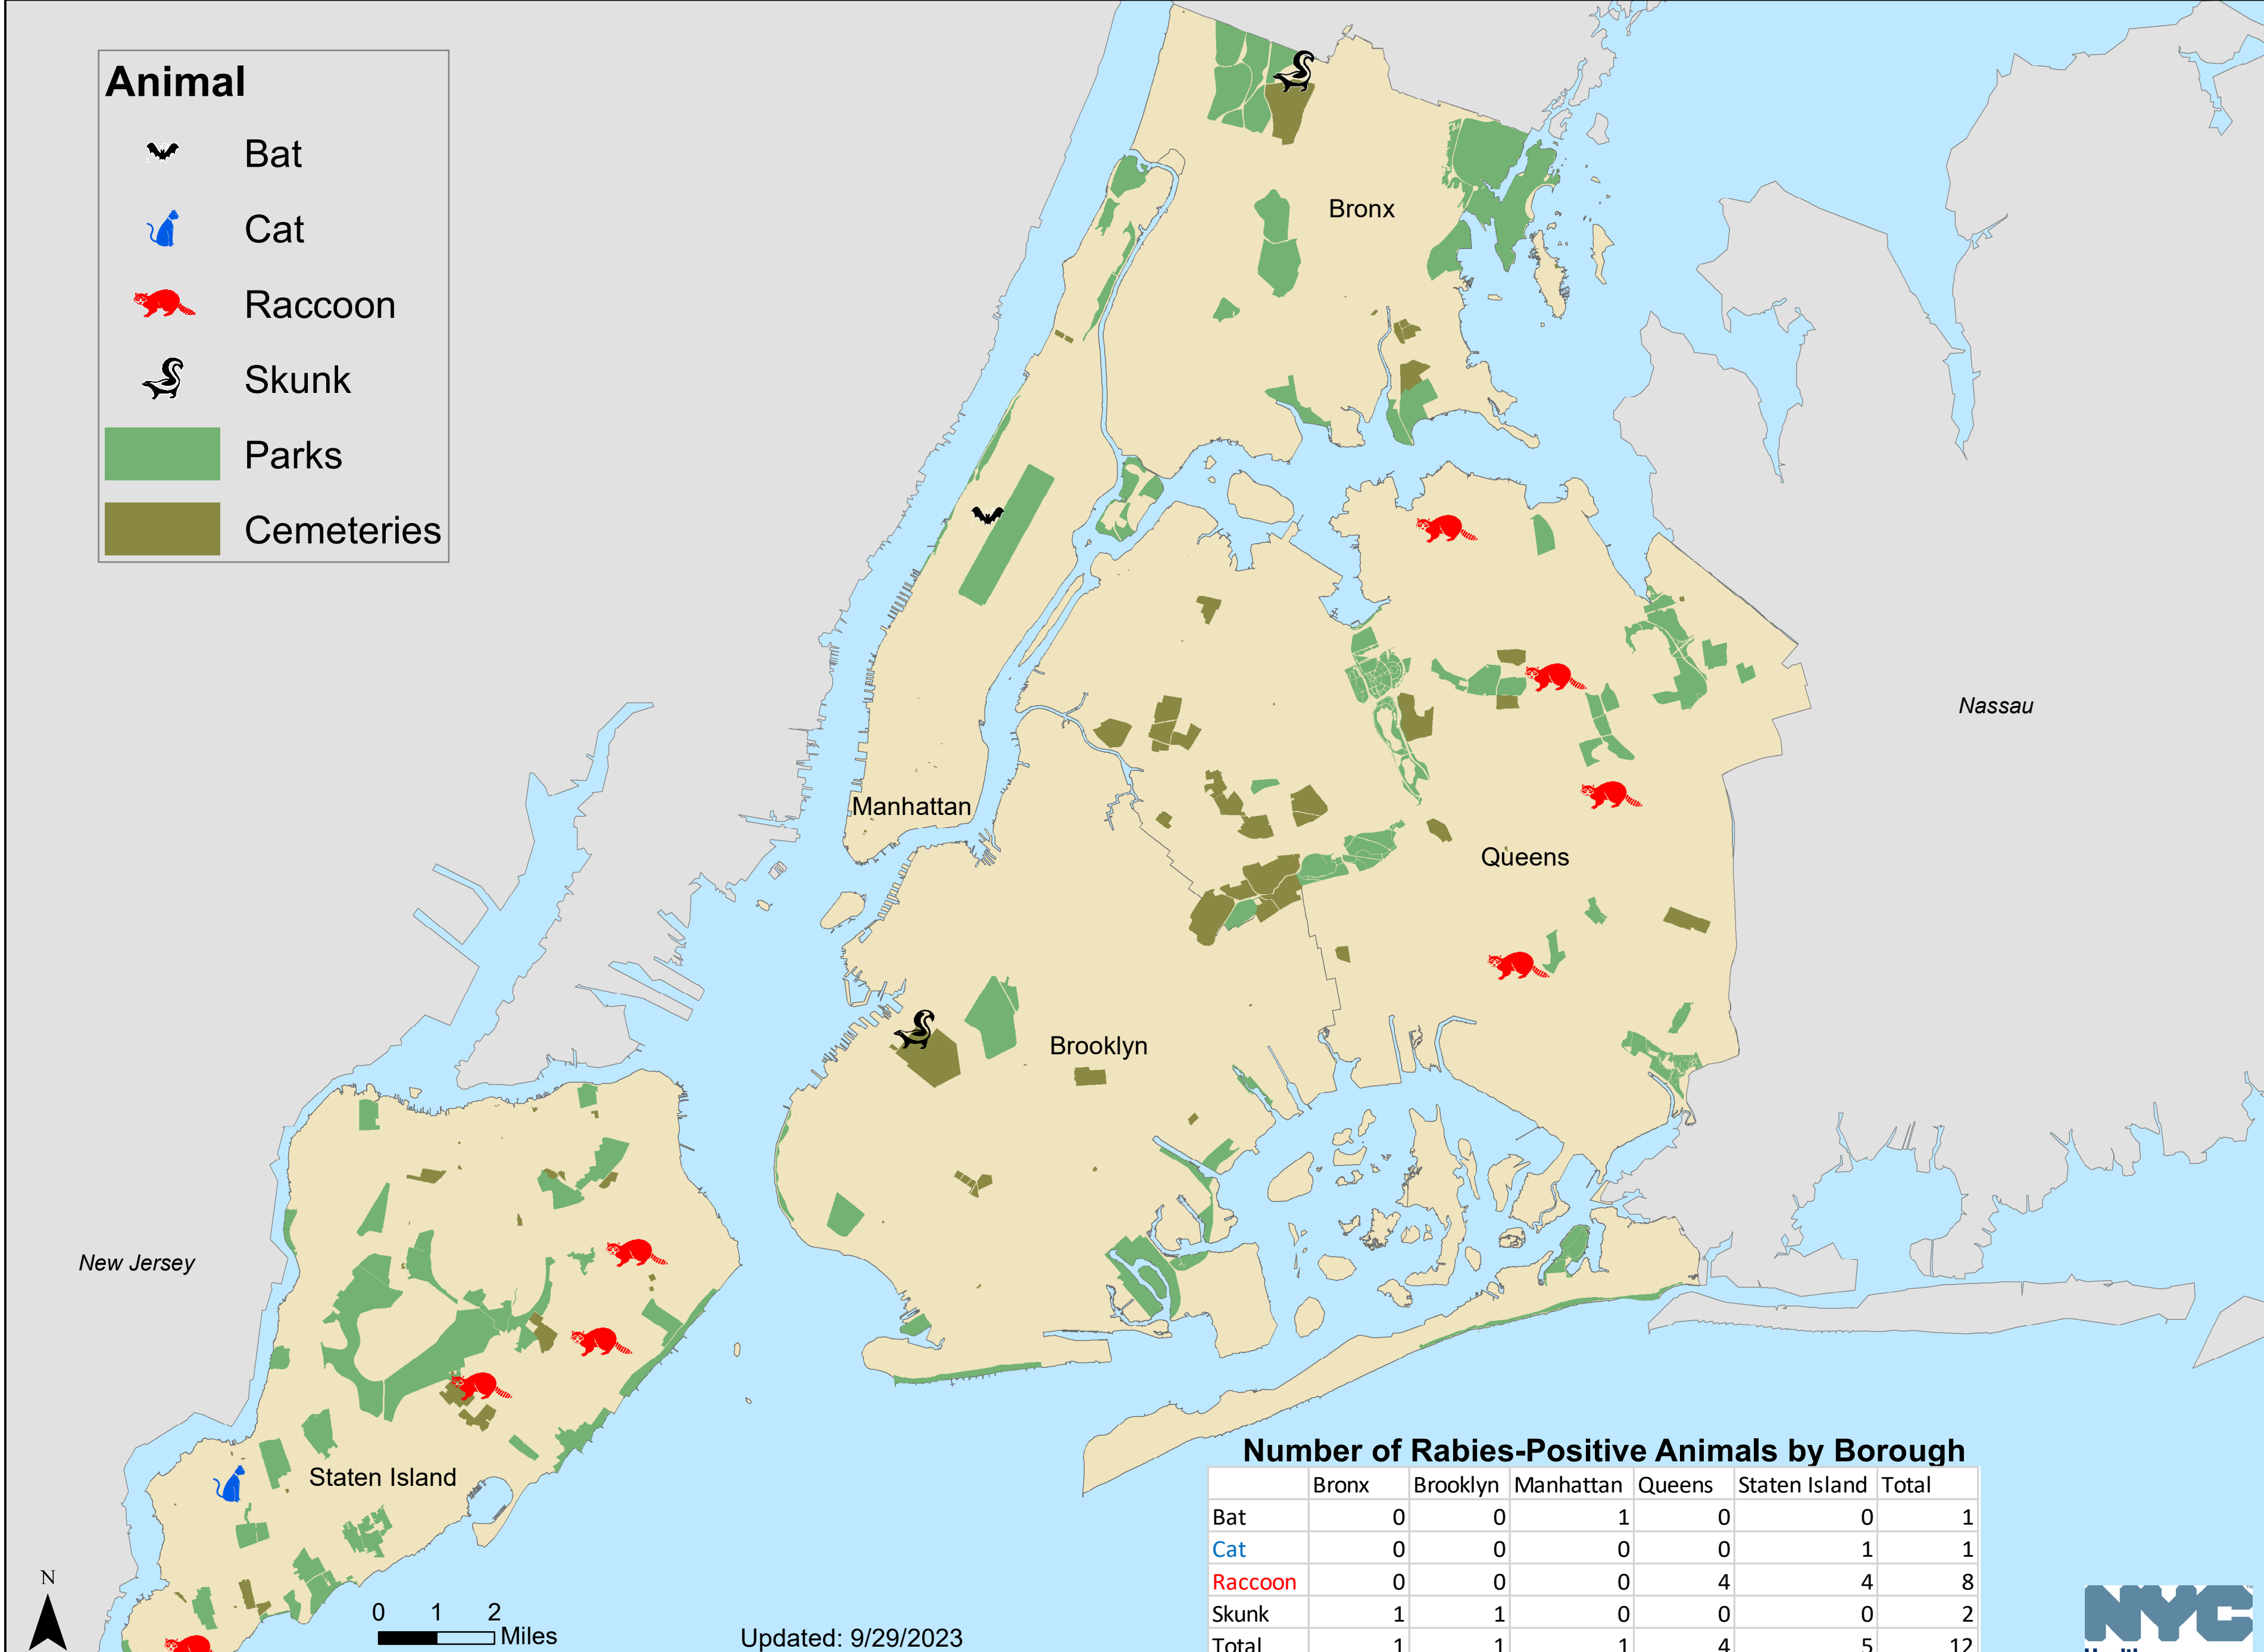 Animal
Bat
Cat
Raccoon
Skunk
Parks
Cemeteries
Bronx
Nassau
Manhattan
Queens
Brooklyn
New Jersey
Staten Island
Number of Rabies-Positive Animals by Borough
Bronx Brooklyn Manhattan Queens Staten Island Total
Bat 0 0 1 0 0 1
Cat 0 0 0 0 1 1
Raccoon 0 0 0 4 4 8
Skunk 1 1 0 0 0 2
Total 1 1 1 4 5 12
N
0 1 2
Miles
Updated: 9/29/2023
NYC